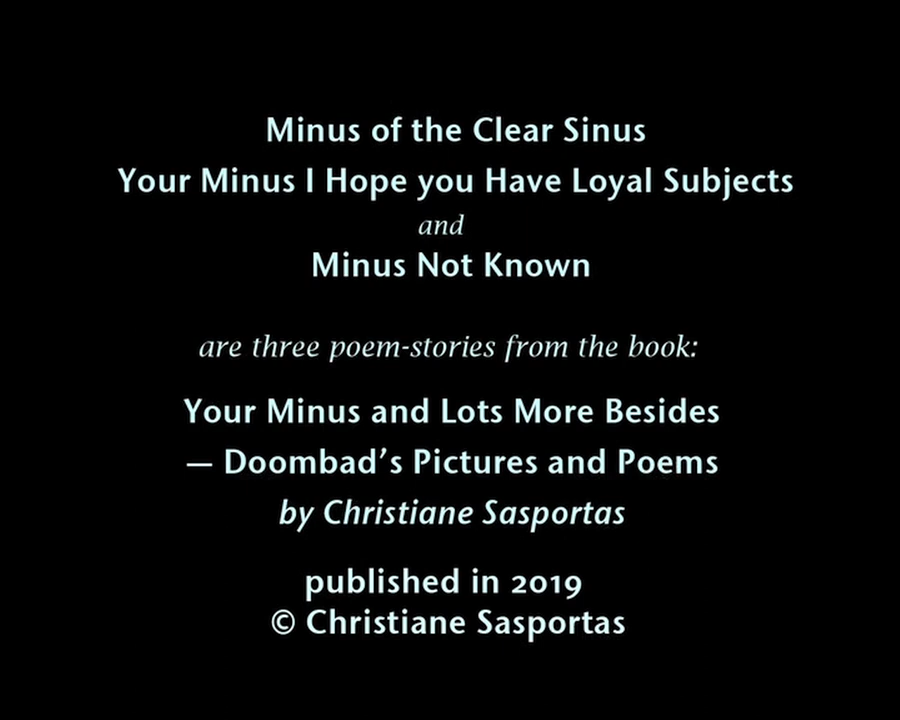 Minus of the Clear Sinus
Your Minus I Hope you Have Loyal Subjects
and
Minus Not Known
are three poem-stories from the book:
Your Minus and Lots More Besides
— Doombad’s Pictures and Poems
by Christiane Sasportas
published in 2019
© Christiane Sasportas